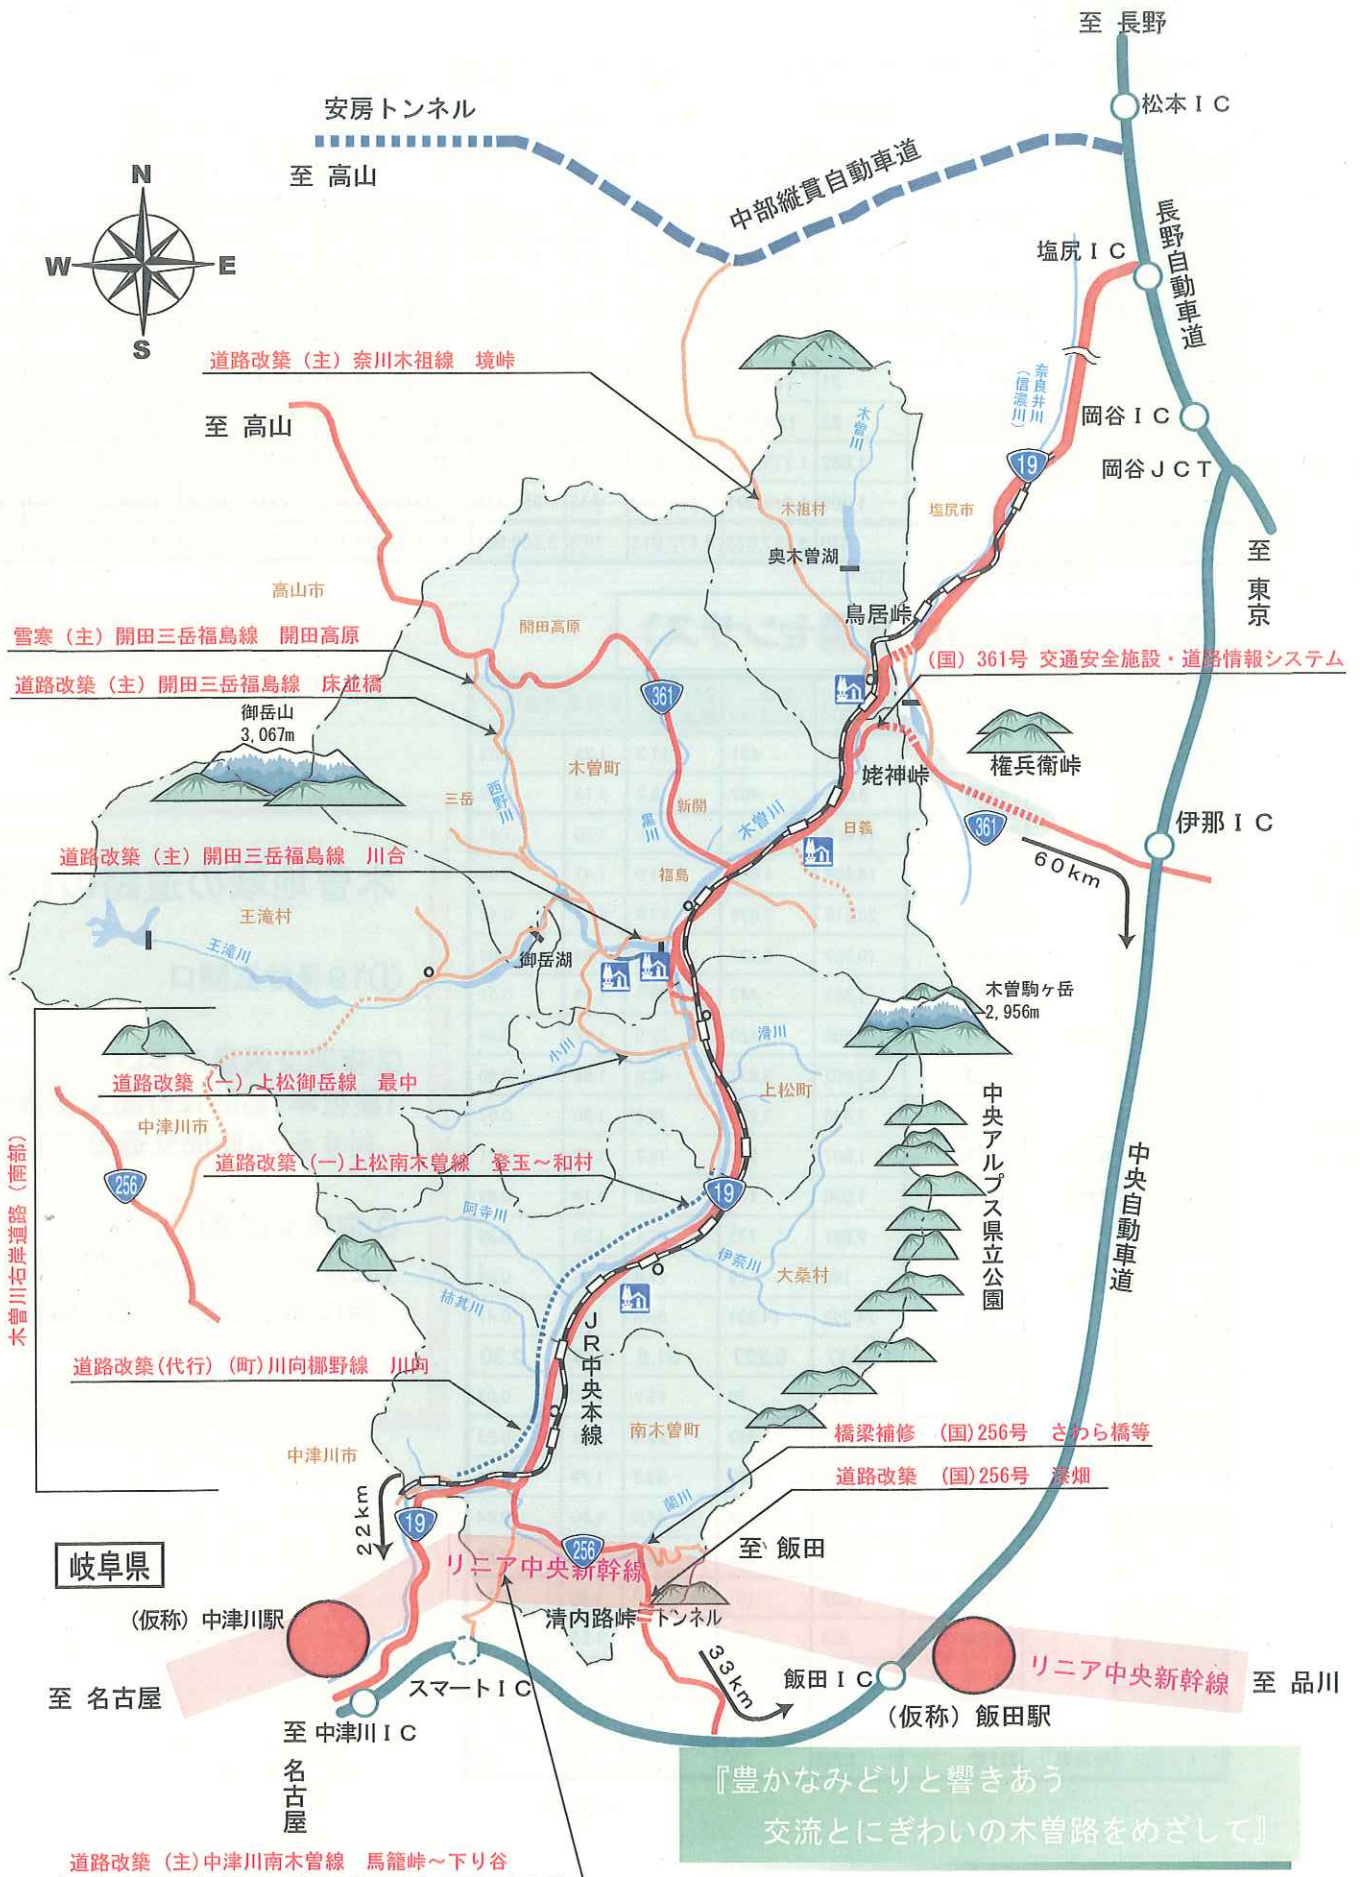 至 長野
松本ＩＣ
安房トンネル
至 高山
中部縦貫自動車道
長野自動車道
塩尻ＩＣ
N
W
E
S
道路改築（主）奈川木祖線　境峠
至 高山
木曽川
奈良井川
（信濃川）
岡谷ＩＣ
19
岡谷ＪＣＴ
木祖村
塩尻市
奥木曽湖
至 東京
高山市
開田高原
鳥居峠
雪寒（主）開田三岳福島線　開田高原
（国）361号 交通安全施設・道路情報システム
道路改築（主）開田三岳福島線　床並橋
361
御岳山
3,067m
木曽町
姥神峠
権兵衛峠
三岳
西野川
黒川
新開
木曽川
日義
361
伊那ＩＣ
道路改築（主）開田三岳福島線　川合
福島
60km
王滝村
王滝川
御岳湖
木曽駒ヶ岳
2,956m
小川
滑川
道路改築（一）上松御岳線　最中
上松町
中央アルプス県立公園
中津川市
木曽川右岸道路（南部）
道路改築（一）上松南木曽線　登玉～和村
256
19
中央自動車道
阿寺川
伊奈川
大桑村
柿其川
ＪＲ中央本線
道路改築(代行)（町）川向梛野線　川向
南木曽町
橋梁補修　（国）256号　さわら橋等
中津川市
道路改築　（国）256号　漆畑
22km
19
蘭川
256
至 飯田
岐阜県
リニア中央新幹線
（仮称）中津川駅
清内路峠
トンネル
33km
飯田ＩＣ
リニア中央新幹線
至 品川
至 名古屋
スマートＩＣ
（仮称）飯田駅
中津川ＩＣ
至 名古屋
『豊かなみどりと響きあう
交流とにぎわいの木曽路をめざして』
道路改築（主）中津川南木曽線　馬籠峠～下り谷